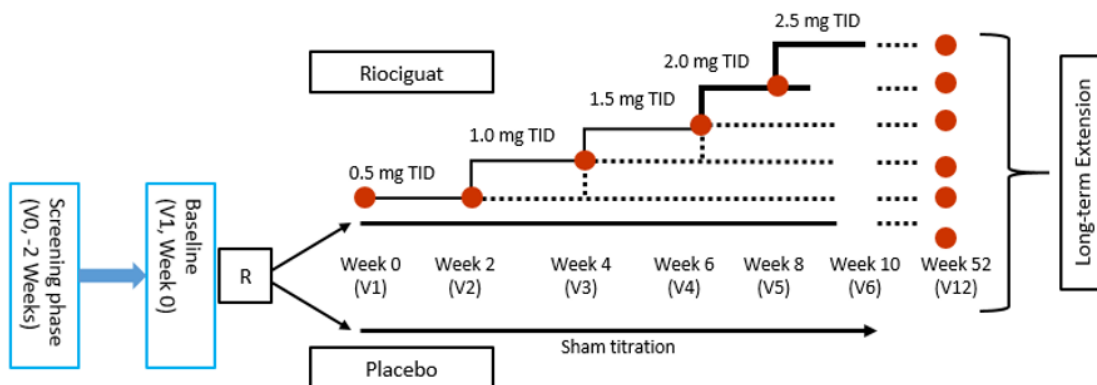 Screening phase
(V0, -2 Weeks)
Baseline
(V1, Week 0)
R
Riociguat
0.5 mg TID
1.0 mg TID
1.5 mg TID
2.0 mg TID
2.5 mg TID
Week 0
(V1)
Week 2
(V2)
Week 4
(V3)
Week 6
(V4)
Week 8
(V5)
Week 10
(V6)
Week 52
(V12)
Sham titration
Placebo
Long-term Extension